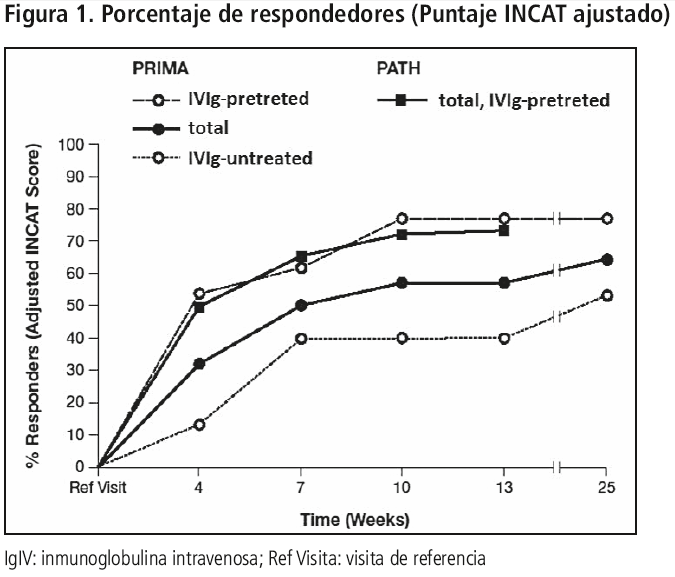 Figura 1. Porcentaje de respondedores (Puntaje INCAT ajustado)
PRIMA
IVIg-pretreted
total
IVIg-untreated
PATH
total, IVIg-pretreted
% Responders (Adjusted INCAT Score)
100
90
80
70
60
50
40
30
20
10
0
Ref Visit 4 7 10 13 25
Time (Weeks)
IgIV: inmunoglobulina intravenosa; Ref Visita: visita de referencia